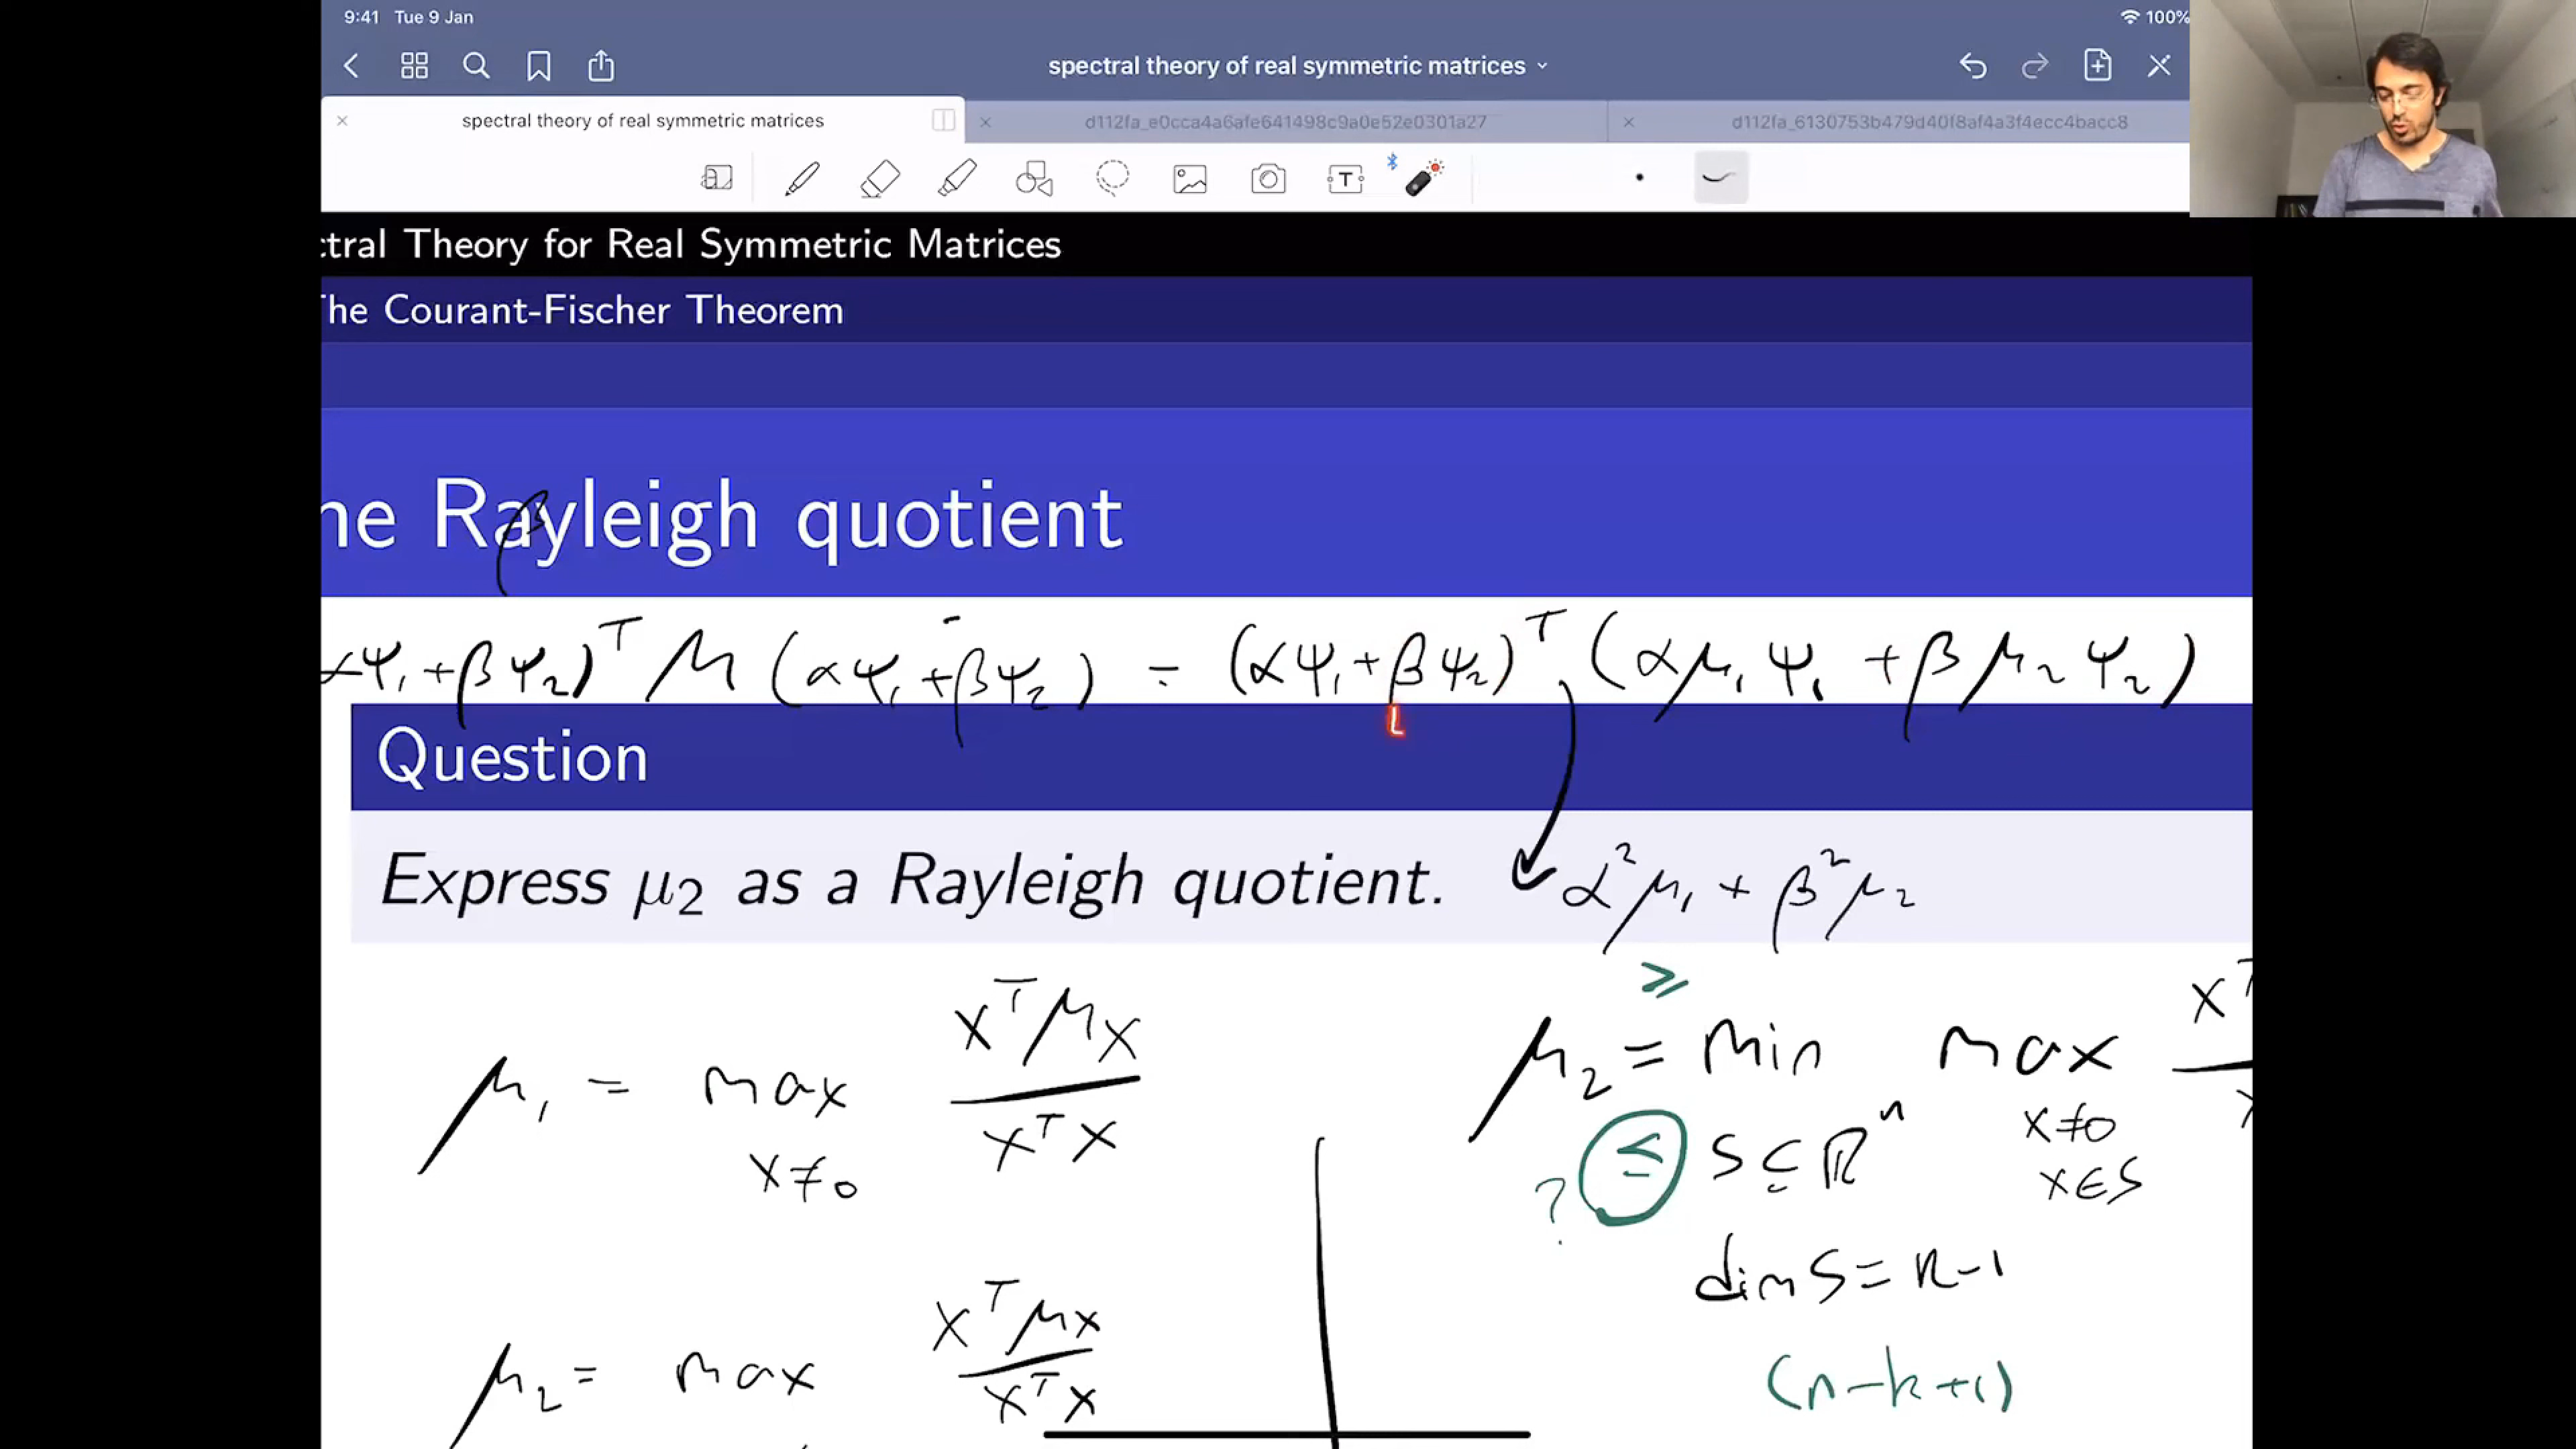 9:41 Tue 9 Jan 100%
spectral theory of real symmetric matrices
spectral theory of real symmetric matrices d112fa_e0cca4a6afe641498c9a0e52e0301a27 d112fa_6130753b479d40f8af4a3f4ecc4bacc8
T
ctral Theory for Real Symmetric Matrices
The Courant-Fischer Theorem
ne Rayleigh quotient
β
αΨ₁+βΨ₂)ᵀ M (αΨ₁+βΨ₂) = (αΨ₁+βΨ₂)ᵀ (αμ₁Ψ₁ + βμ₂Ψ₂)
Question
Express μ₂ as a Rayleigh quotient. α²μ₁ + β²μ₂
μ₁ = max xᵀMx / xᵀx
x≠0
μ₂ = max xᵀMx / xᵀx
≥
μ₂ = min max xᵀ
? ≤ S ⊆ ℝⁿ x≠0
x∈S
dim S = n-1
(n-k+1)